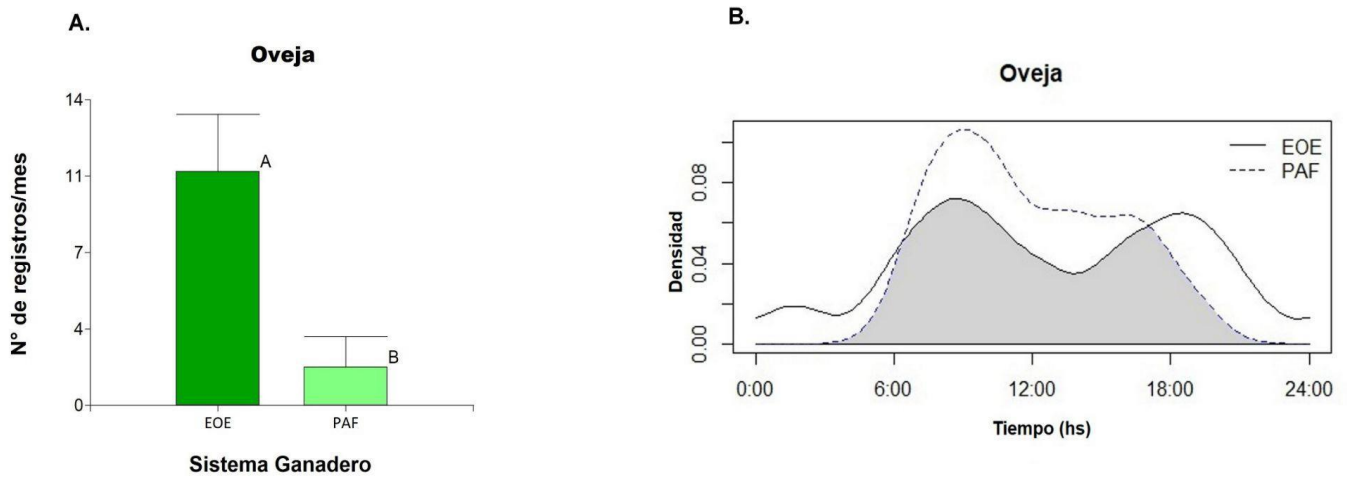 A.
Oveja
14
11
7
4
0
N° de registros/mes
A
B
EOE
PAF
Sistema Ganadero
B.
Oveja
EOE
PAF
0.08
0.04
0.00
Densidad
0:00 6:00 12:00 18:00 24:00
Tiempo (hs)